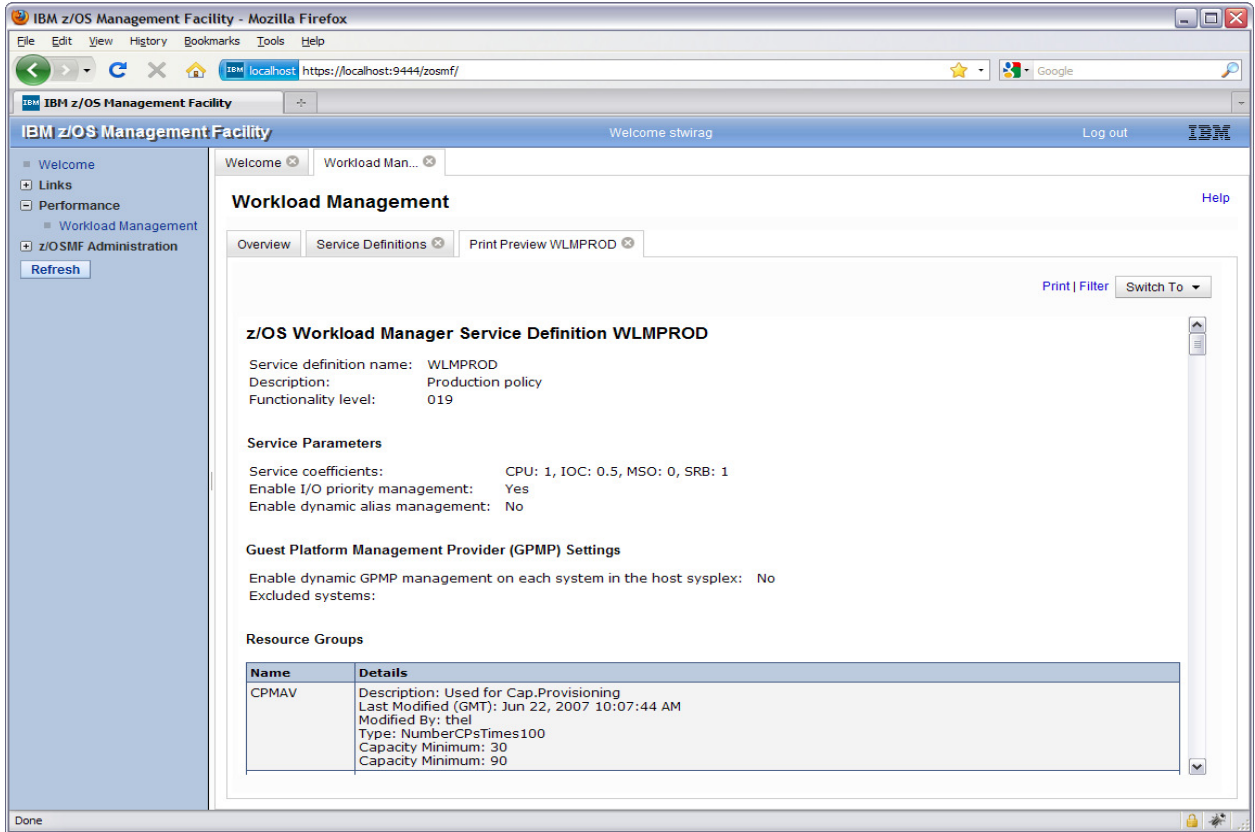 IBM z/OS Management Facility - Mozilla Firefox
File Edit View History Bookmarks Tools Help
IBM localhost https://localhost:9444/zosmf/
Google
IBM IBM z/OS Management Facility
IBM z/OS Management Facility Welcome stwirag Log out IBM
Welcome
Links
Performance
Workload Management
z/OSMF Administration
Refresh
Welcome Workload Man...
Workload Management Help
Overview Service Definitions Print Preview WLMPROD
Print | Filter Switch To
z/OS Workload Manager Service Definition WLMPROD
Service definition name: WLMPROD
Description: Production policy
Functionality level: 019
Service Parameters
Service coefficients: CPU: 1, IOC: 0.5, MSO: 0, SRB: 1
Enable I/O priority management: Yes
Enable dynamic alias management: No
Guest Platform Management Provider (GPMP) Settings
Enable dynamic GPMP management on each system in the host sysplex: No
Excluded systems:
Resource Groups
Name Details
CPMAV Description: Used for Cap.Provisioning
Last Modified (GMT): Jun 22, 2007 10:07:44 AM
Modified By: thel
Type: NumberCPsTimes100
Capacity Minimum: 30
Capacity Minimum: 90
Done